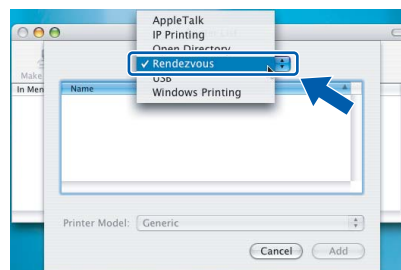 AppleTalk
IP Printing
Open Directory
✓ Rendezvous
USB
Windows Printing
Make
In Men
Name
Printer Model: Generic
Cancel Add